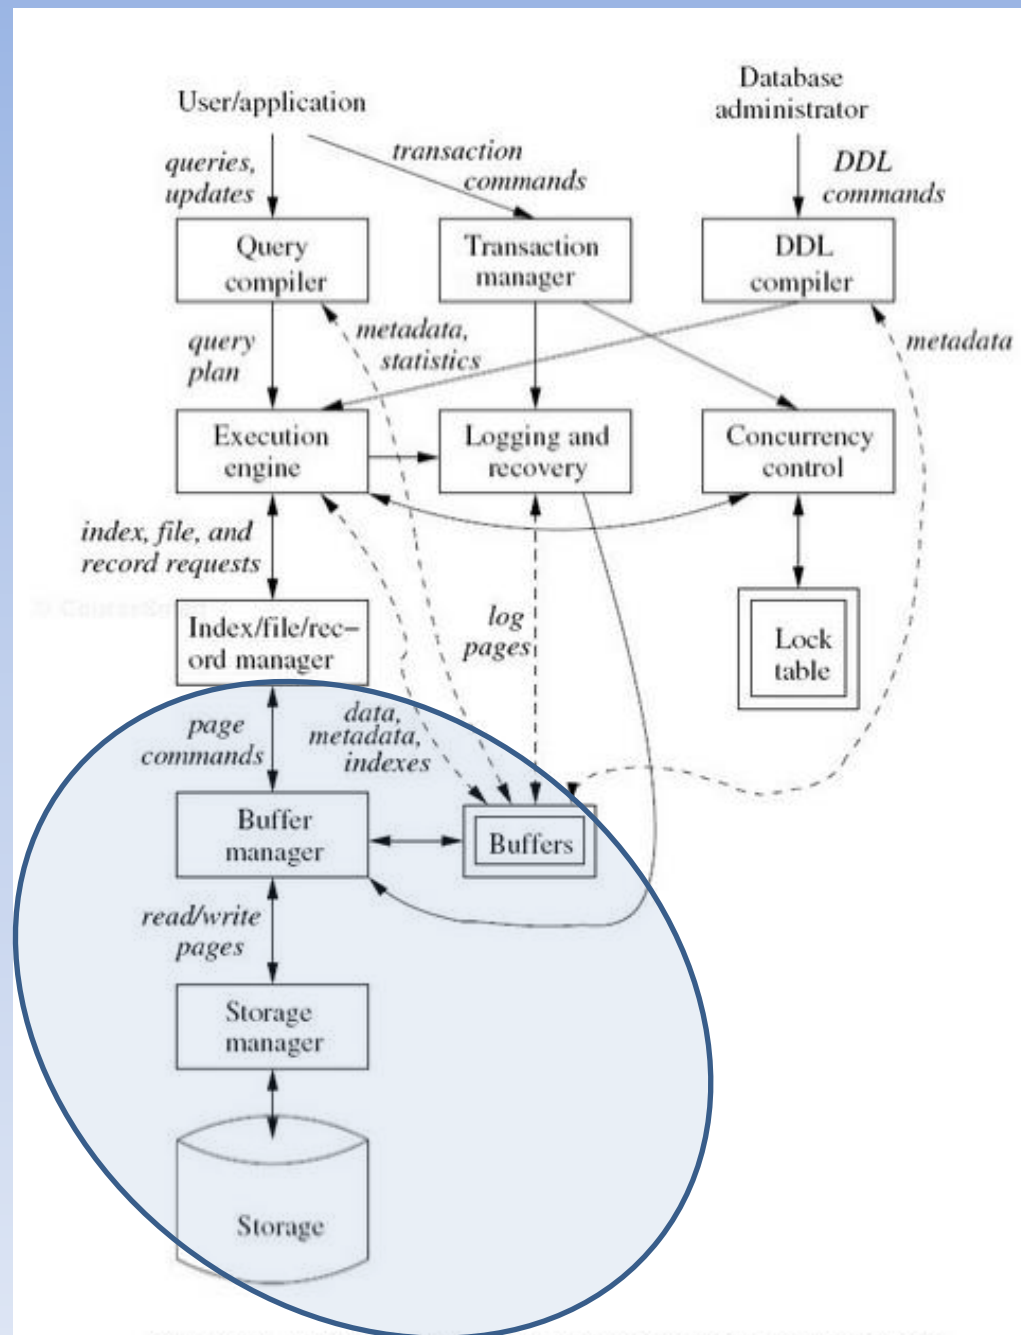 User/application
Database
administrator
queries,
updates
transaction
commands
DDL
commands
Query
compiler
Transaction
manager
DDL
compiler
query
plan
metadata,
statistics
metadata
Execution
engine
Logging and
recovery
Concurrency
control
index, file, and
record requests
Index/file/rec–
ord manager
log
pages
Lock
table
page
commands
data,
metadata,
indexes
Buffer
manager
Buffers
read/write
pages
Storage
manager
Storage